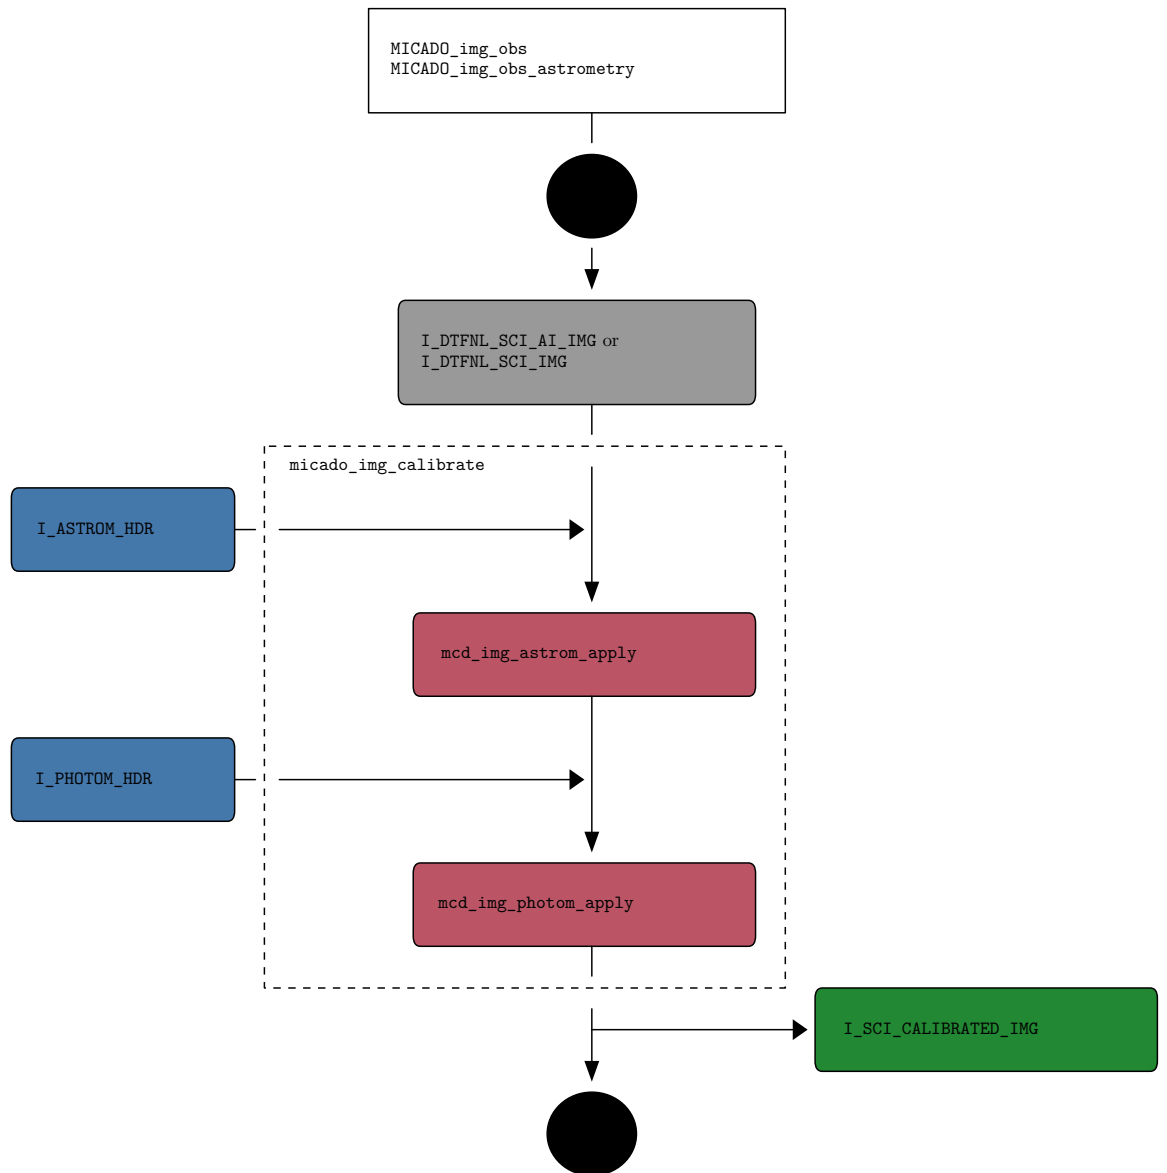 MICADO_img_obs
MICADO_img_obs_astrometry
I_DTFNL_SCI_AI_IMG or
I_DTFNL_SCI_IMG
micado_img_calibrate
I_ASTROM_HDR
mcd_img_astrom_apply
I_PHOTOM_HDR
mcd_img_photom_apply
I_SCI_CALIBRATED_IMG